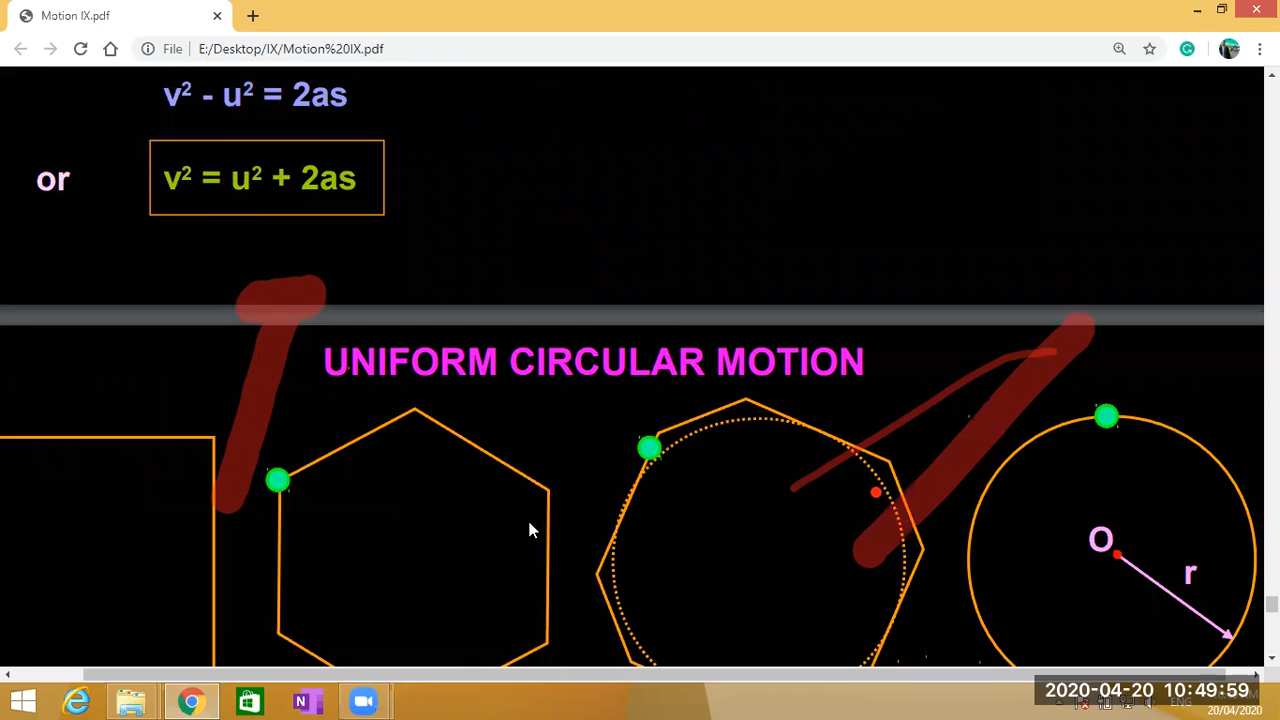 Motion IX.pdf
File E:/Desktop/IX/Motion%20IX.pdf
v² - u² = 2as
or v² = u² + 2as
UNIFORM CIRCULAR MOTION
O
r
2020-04-20 10:49:59
ENG
20/04/2020